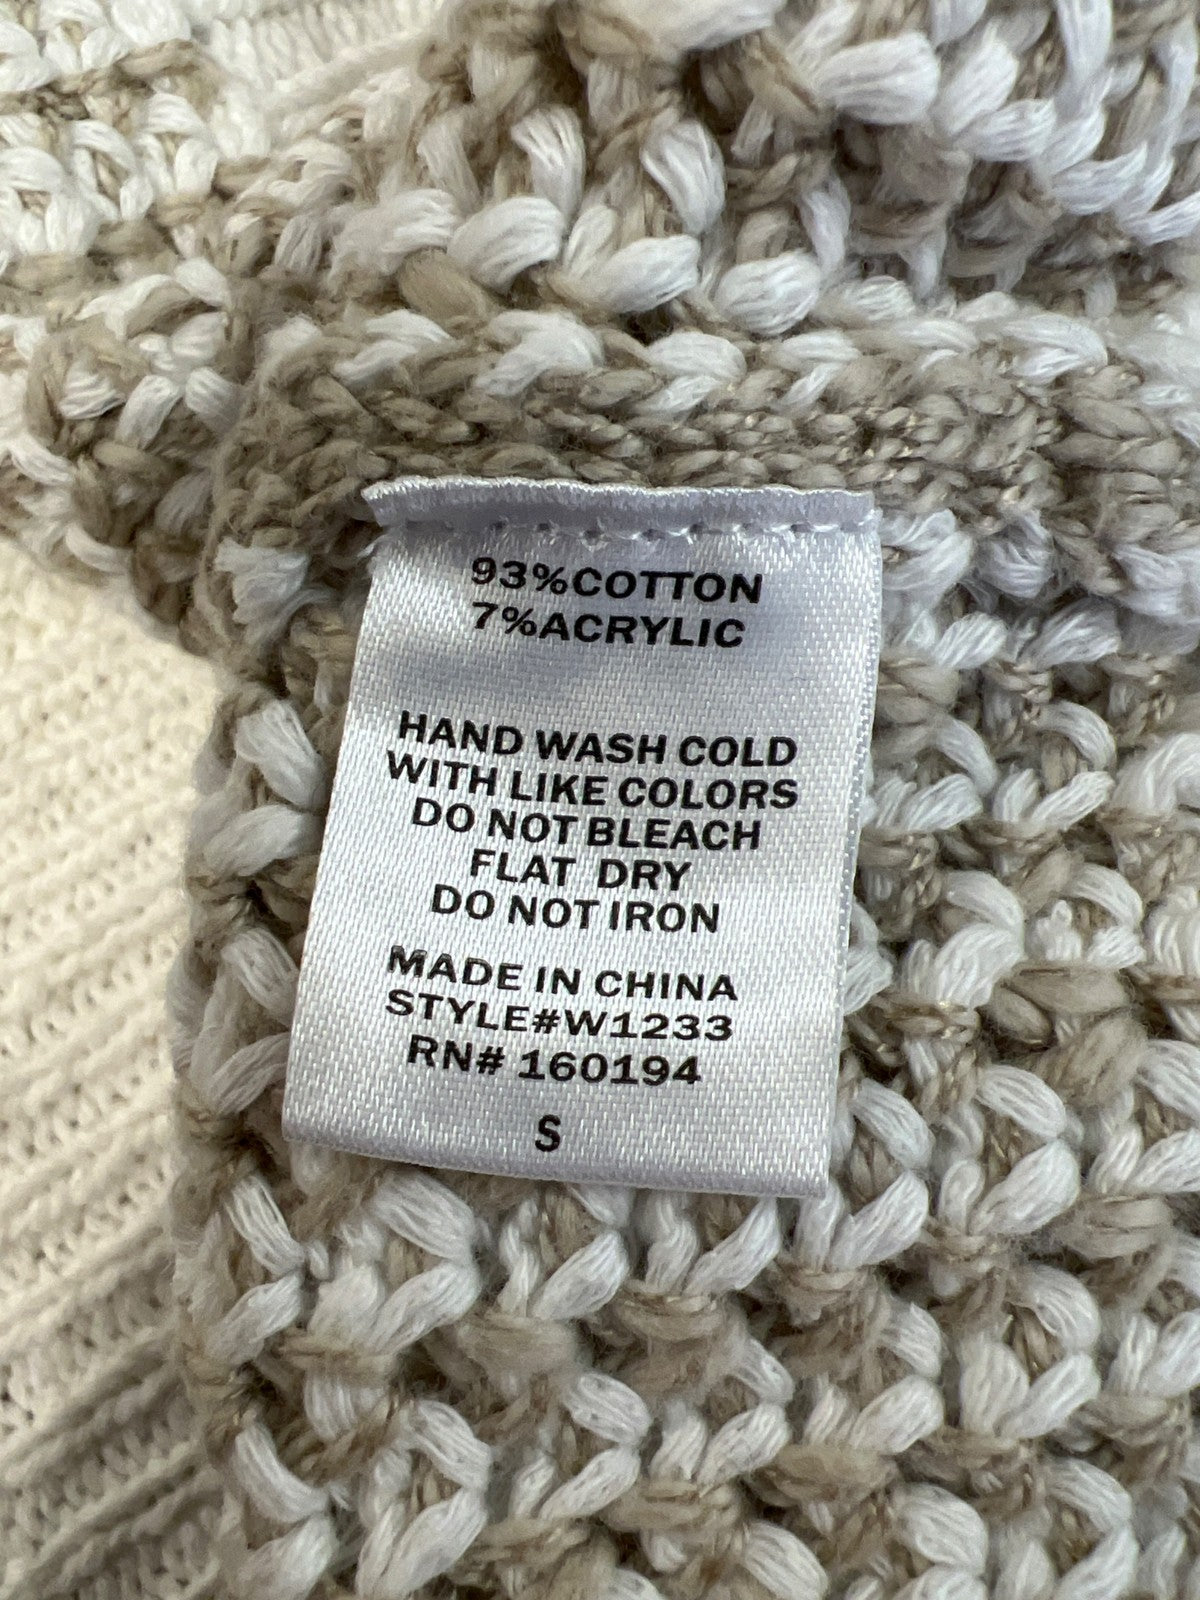 93%COTTON
7%ACRYLIC
HAND WASH COLD
WITH LIKE COLORS
DO NOT BLEACH
FLAT DRY
DO NOT IRON
MADE IN CHINA
STYLE#W1233
RN# 160194
S